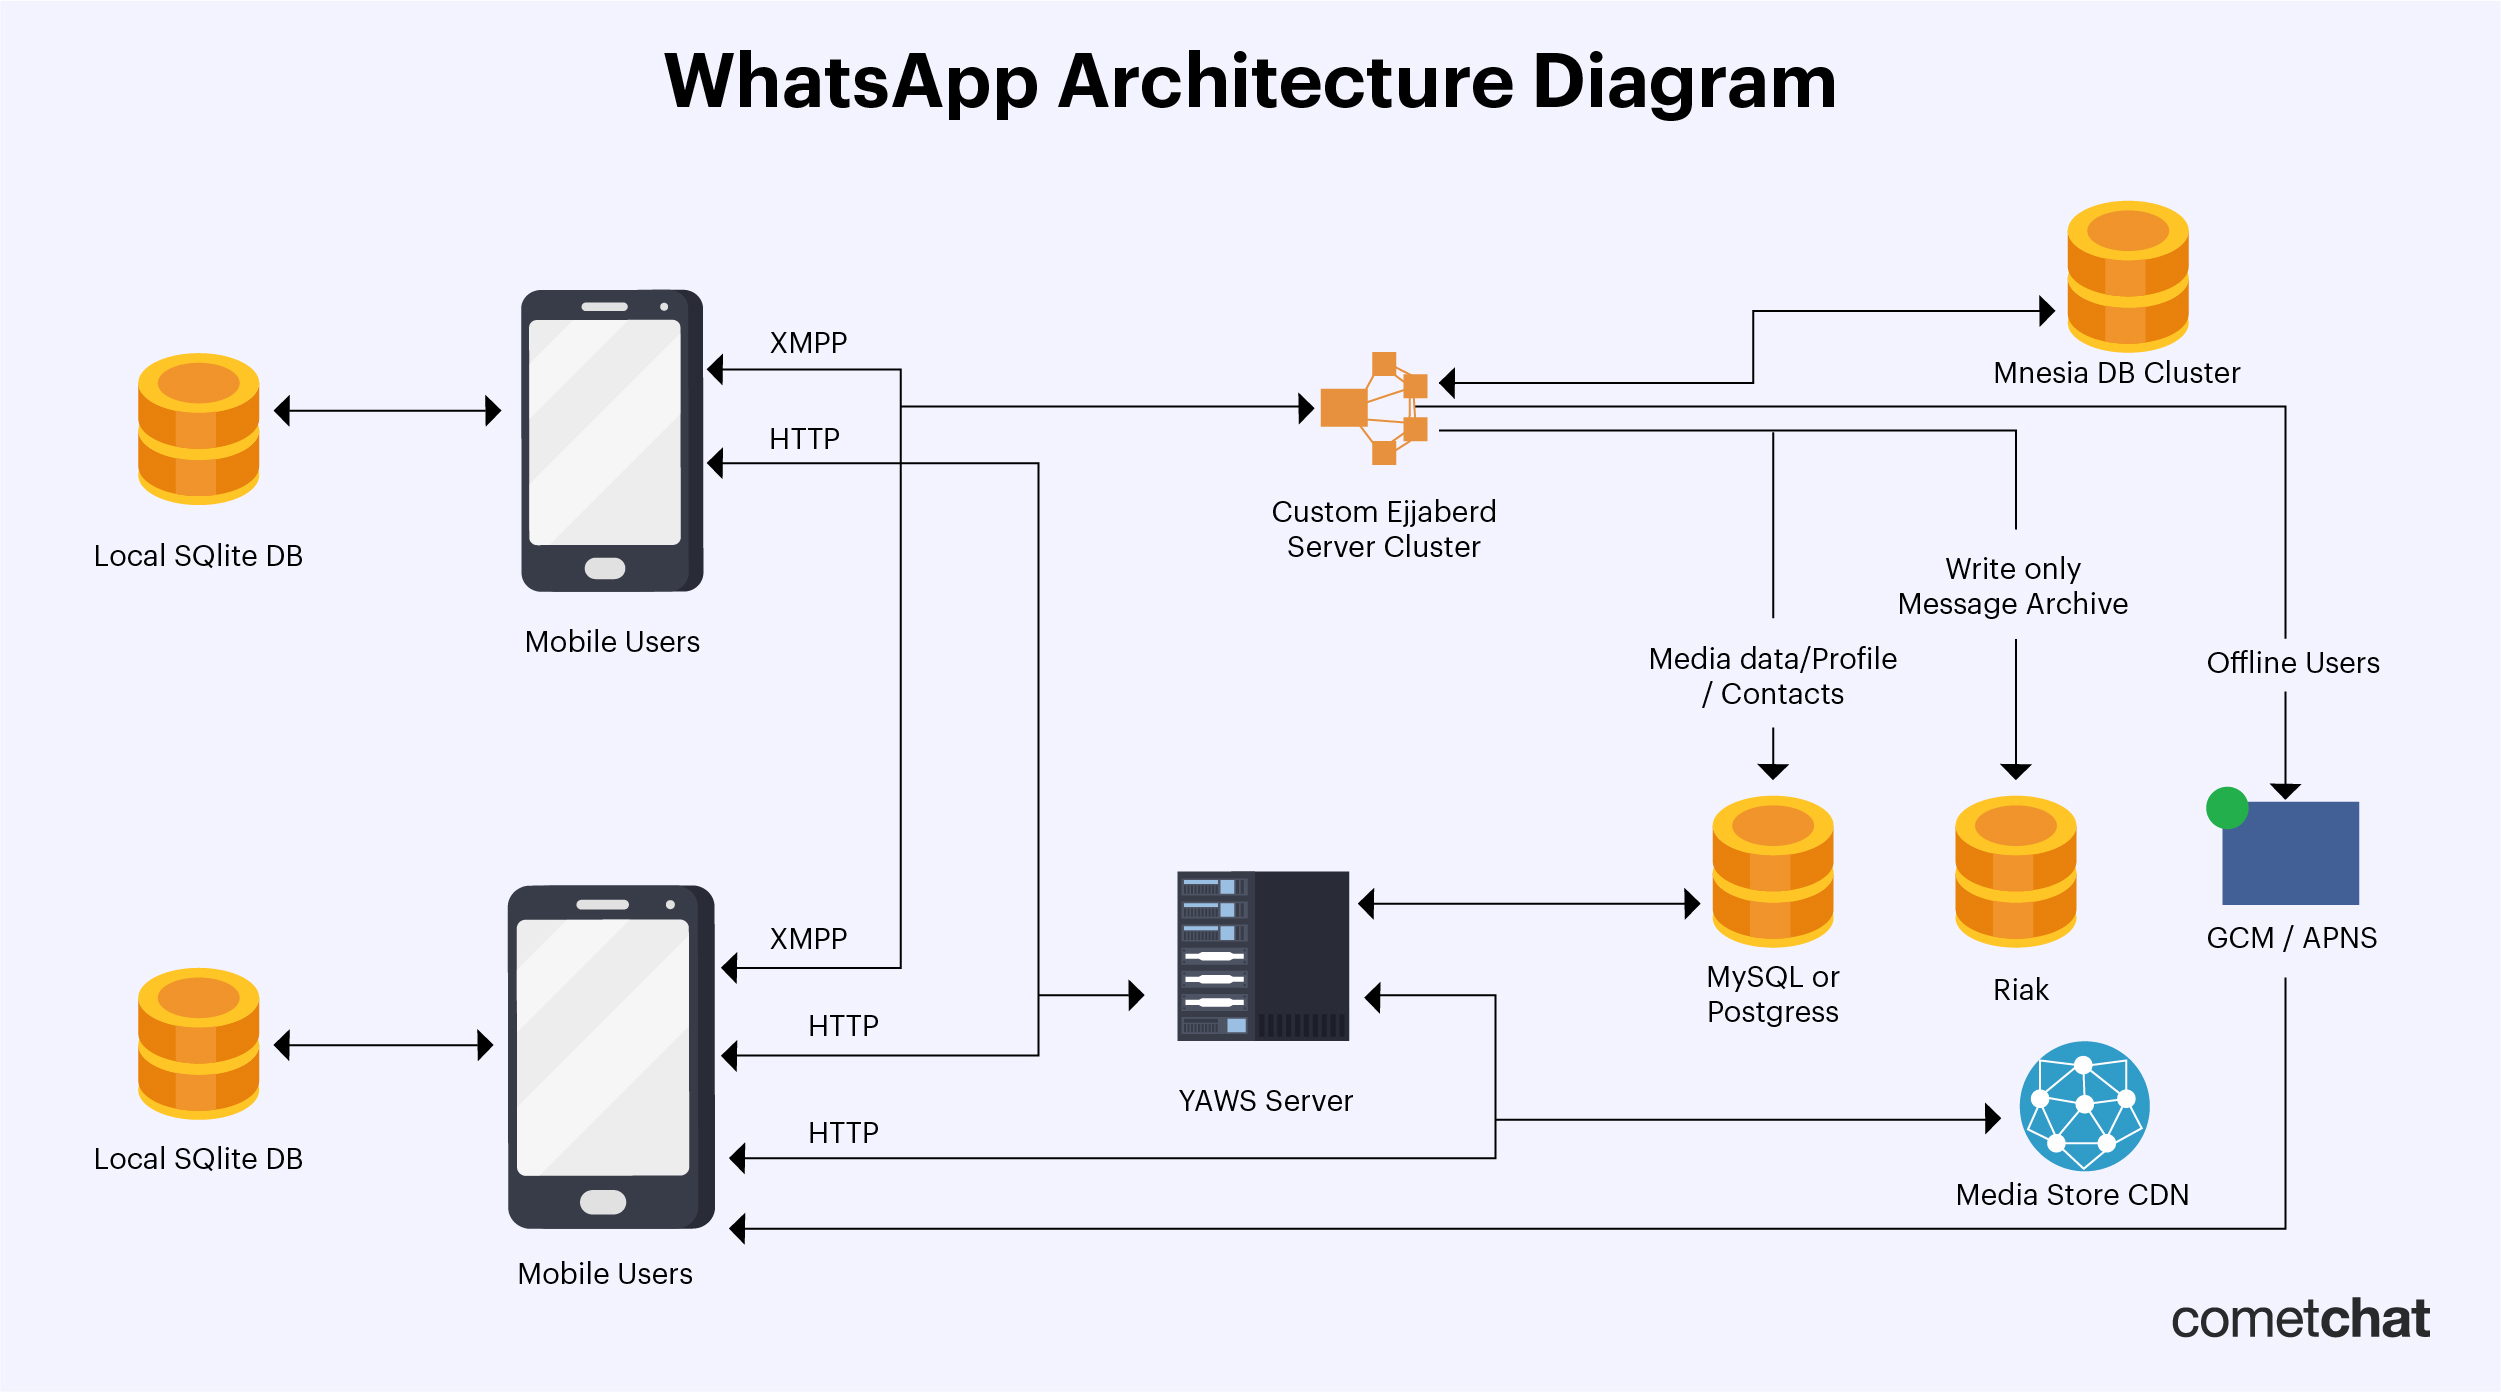 WhatsApp Architecture Diagram
XMPP
HTTP
Local SQlite DB
Mobile Users
Custom Ejjaberd
Server Cluster
Mnesia DB Cluster
Write only
Message Archive
Media data/Profile
/ Contacts
Offline Users
XMPP
HTTP
HTTP
Local SQlite DB
Mobile Users
YAWS Server
MySQL or
Postgress
Riak
GCM / APNS
Media Store CDN
cometchat